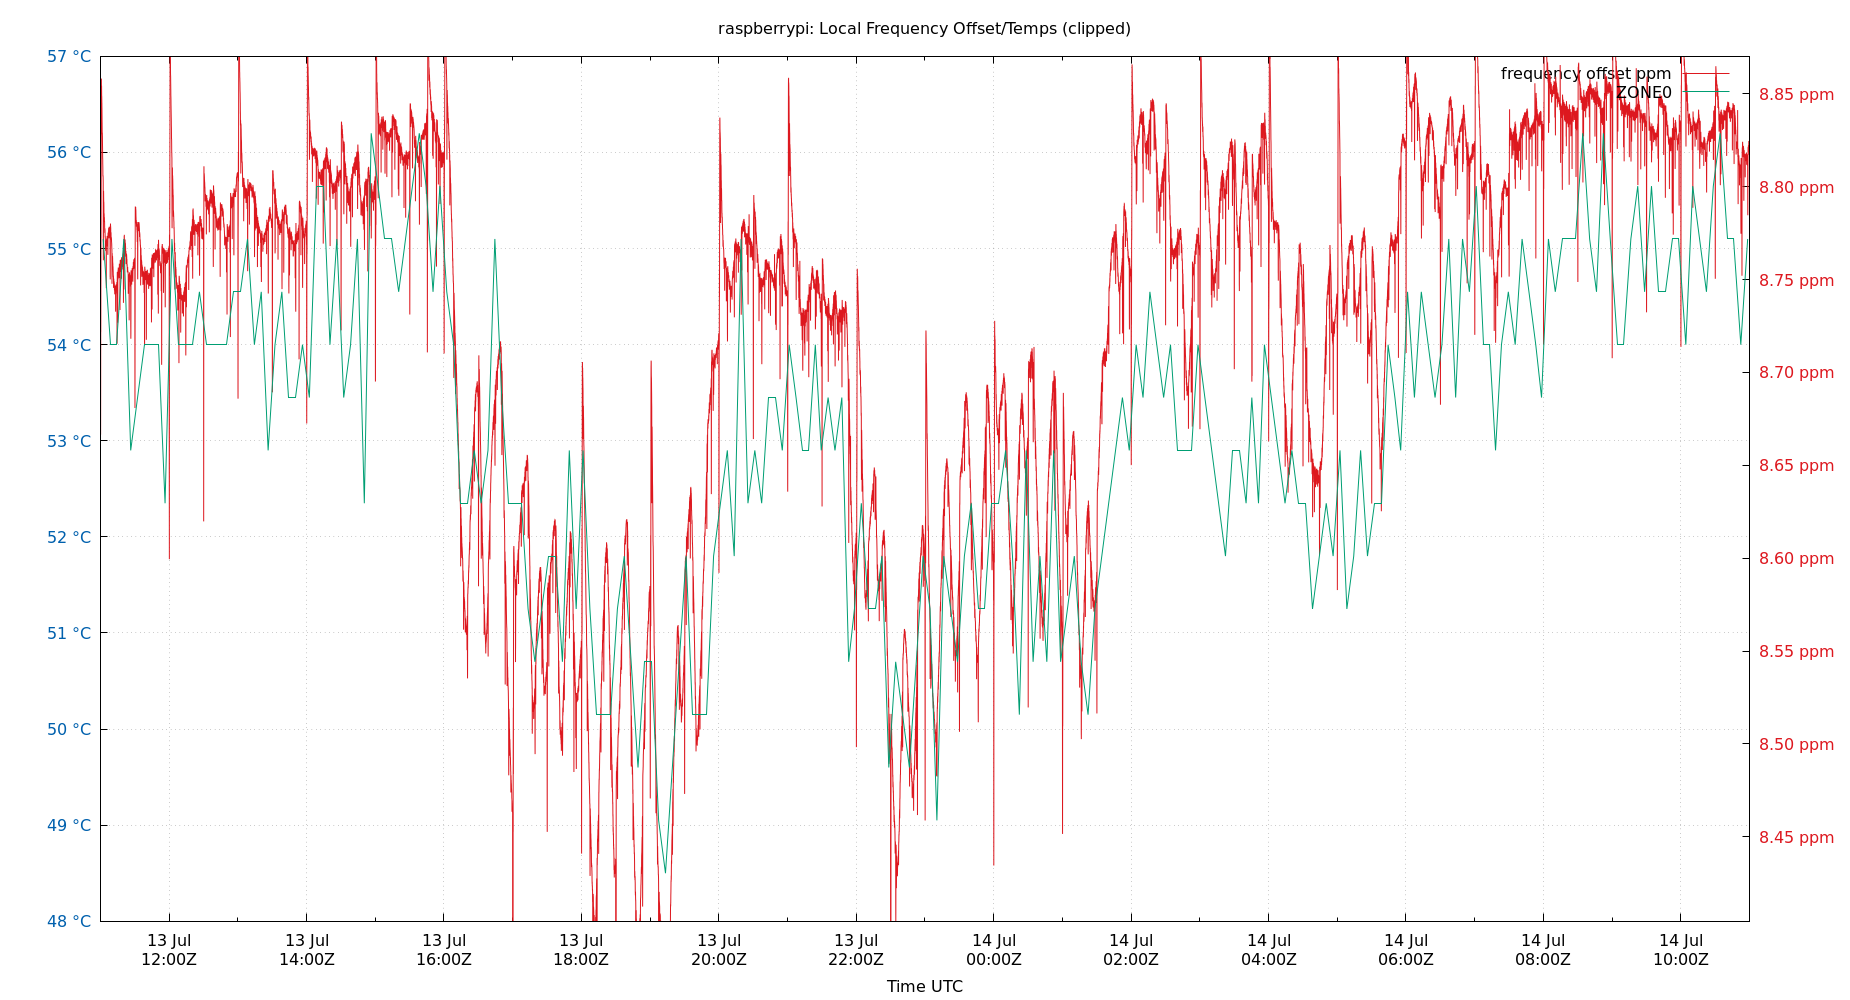 raspberrypi: Local Frequency Offset/Temps (clipped)
57 °C
56 °C
55 °C
54 °C
53 °C
52 °C
51 °C
50 °C
49 °C
48 °C
frequency offset ppm
ZONE0
8.85 ppm
8.80 ppm
8.75 ppm
8.70 ppm
8.65 ppm
8.60 ppm
8.55 ppm
8.50 ppm
8.45 ppm
13 Jul 13 Jul 13 Jul 13 Jul 13 Jul 13 Jul 14 Jul 14 Jul 14 Jul 14 Jul 14 Jul 14 Jul
12:00Z 14:00Z 16:00Z 18:00Z 20:00Z 22:00Z 00:00Z 02:00Z 04:00Z 06:00Z 08:00Z 10:00Z
Time UTC